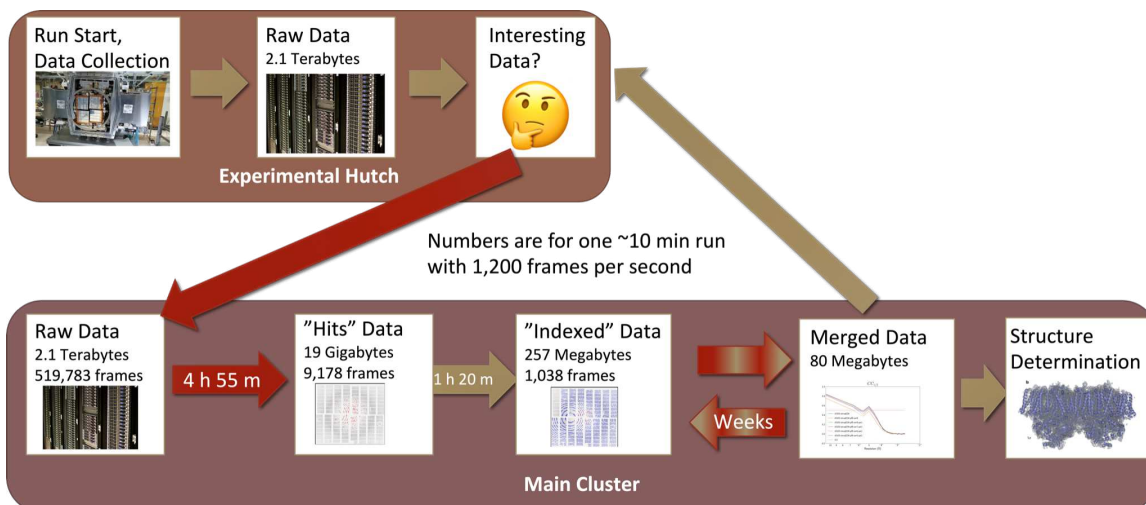 Run Start,
Data Collection
Raw Data
2.1 Terabytes
Interesting
Data?
Experimental Hutch
Numbers are for one ~10 min run
with 1,200 frames per second
Raw Data
2.1 Terabytes
519,783 frames
4 h 55 m
”Hits” Data
19 Gigabytes
9,178 frames
1 h 20 m
”Indexed” Data
257 Megabytes
1,038 frames
Weeks
Merged Data
80 Megabytes
Structure
Determination
Main Cluster